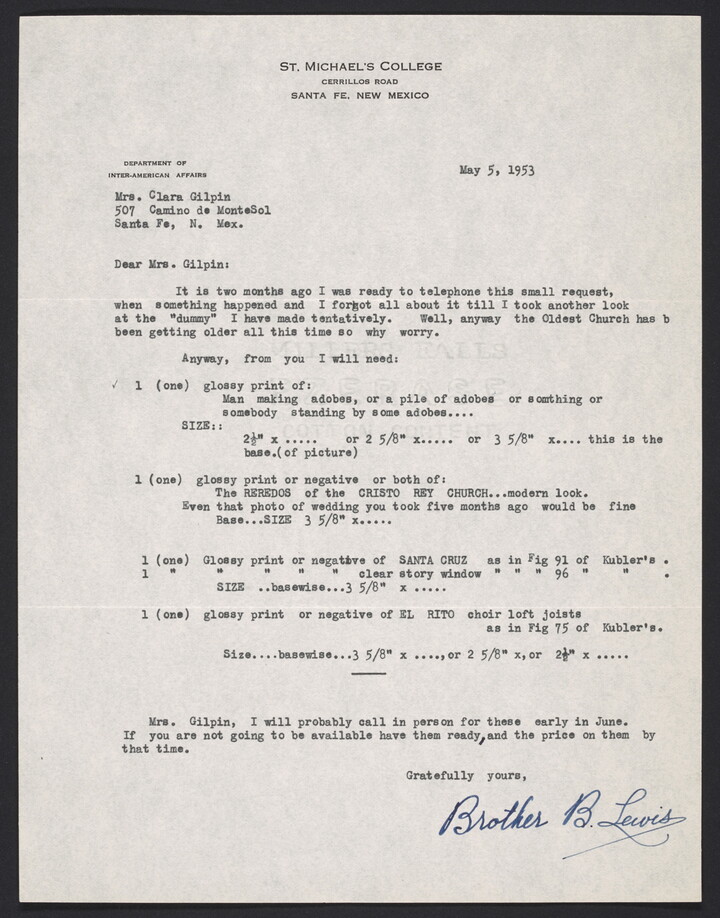 ST. MICHAEL'S COLLEGE
CERRILLOS ROAD
SANTA FE, NEW MEXICO
DEPARTMENT OF
INTER-AMERICAN AFFAIRS
May 5, 1953
Mrs. Clara Gilpin
507 Camino de MonteSol
Santa Fe, N. Mex.
Dear Mrs. Gilpin:
It is two months ago I was ready to telephone this small request,
when something happened and I forgot all about it till I took another look
at the "dummy" I have made tentatively. Well, anyway the Oldest Church has b
been getting older all this time so why worry.
Anyway, from you I will need:
✓ 1 (one) glossy print of:
Man making adobes, or a pile of adobes or somthing or
somebody standing by some adobes....
SIZE::
2½" x ..... or 2 5/8" x..... or 3 5/8" x.... this is the
base.(of picture)
1 (one) glossy print or negative or both of:
The REREDOS of the CRISTO REY CHURCH...modern look.
Even that photo of wedding you took five months ago would be fine
Base...SIZE 3 5/8" x.....
1 (one) Glossy print or negative of SANTA CRUZ as in Fig 91 of Kubler's .
1 " " " " " clear story window " " " 96 " " .
SIZE ..basewise...3 5/8" x .....
1 (one) glossy print or negative of EL RITO choir loft joists
as in Fig 75 of Kubler's.
Size....basewise...3 5/8" x ....,or 2 5/8" x,or 2½" x .....
Mrs. Gilpin, I will probably call in person for these early in June.
If you are not going to be available have them ready, and the price on them by
that time.
Gratefully yours,
Brother B. Lewis